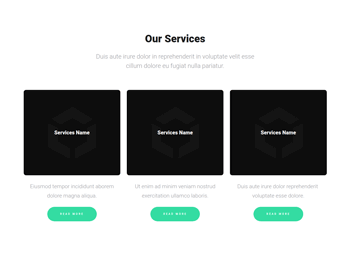 Our Services
Duis aute irure dolor in reprehenderit in voluptate velit esse
cillum dolore eu fugiat nulla pariatur.
Services Name
Services Name
Services Name
Eiusmod tempor incididunt aborem
dolore magna aliqua.
READ MORE
Ut enim ad minim veniam nostrud
exercitation ullamco laboris.
READ MORE
Duis aute irure dolor reprehenderit
voluptate esse dolore.
READ MORE